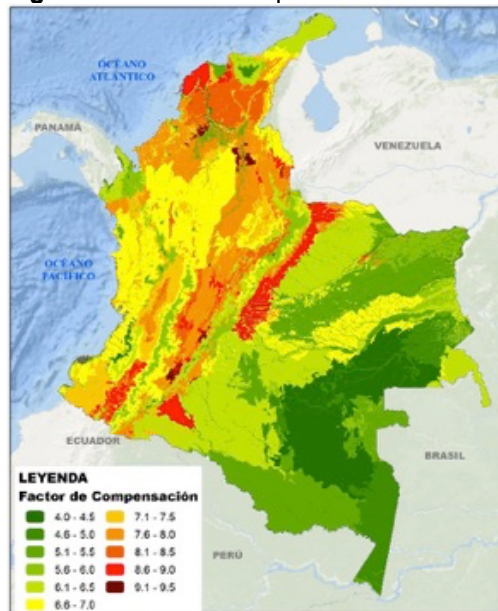 OCÉANO
ATLÁNTICO
PANAMÁ
VENEZUELA
OCÉANO
PACÍFICO
ECUADOR
BRASIL
PERÚ
LEYENDA
Factor de Compensación
4.0 - 4.5
4.6 - 5.0
5.1 - 5.5
5.6 - 6.0
6.1 - 6.5
6.6 - 7.0
7.1 - 7.5
7.6 - 8.0
8.1 - 8.5
8.6 - 9.0
9.1 - 9.5